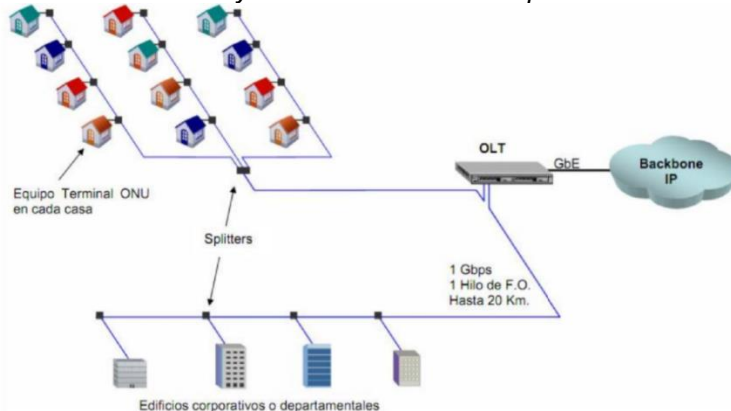 OLT
GbE
Backbone
IP
Equipo Terminal ONU
en cada casa
Splitters
1 Gbps
1 Hilo de F.O.
Hasta 20 Km.
Edificios corporativos o departamentales